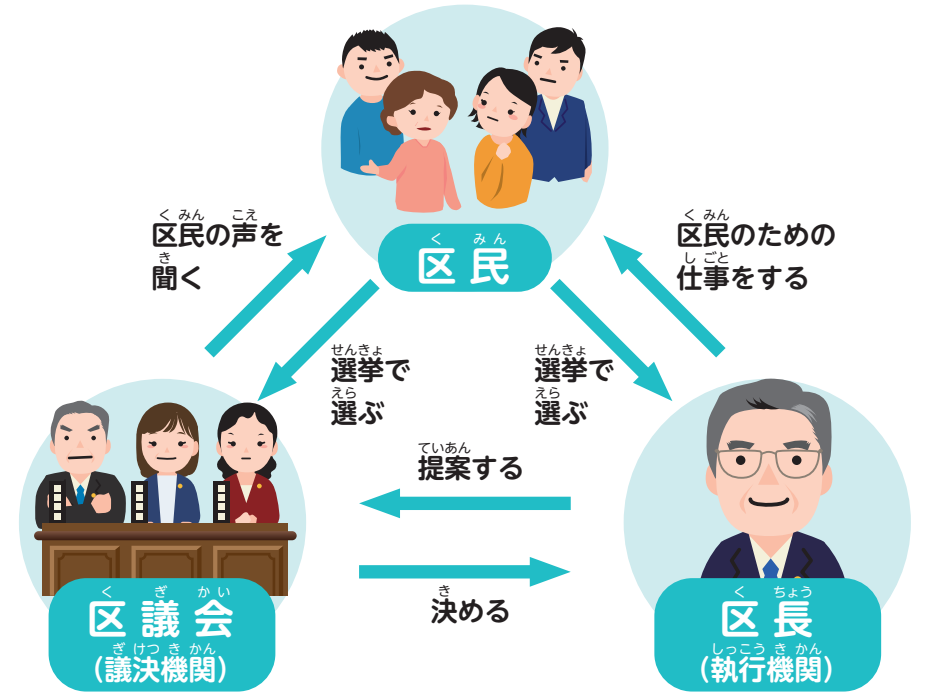 く みん
区民
く みん こえ
区民の声を
き
聞く
く みん
区民のための
し ごと
仕事をする
せんきょ
選挙で
えら
選ぶ
せんきょ
選挙で
えら
選ぶ
ていあん
提案する
き
決める
く ぎ かい
区議会
ぎ けつ き かん
(議決機関)
く ちょう
区長
しっこう き かん
(執行機関)